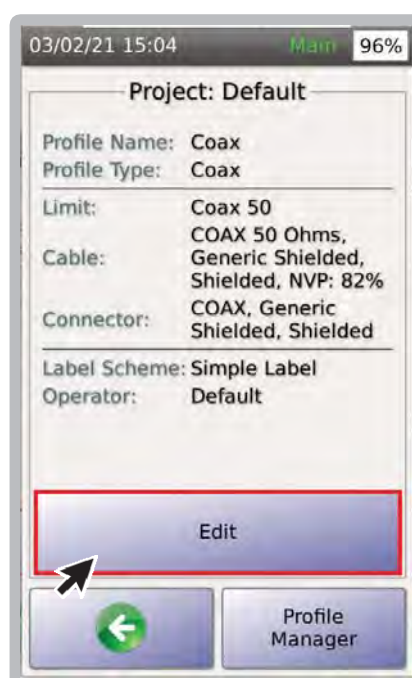 03/02/21 15:04 Main 96%
Project: Default
Profile Name: Coax
Profile Type: Coax
Limit: Coax 50
Cable: COAX 50 Ohms,
Generic Shielded,
Shielded, NVP: 82%
Connector: COAX, Generic
Shielded, Shielded
Label Scheme: Simple Label
Operator: Default
Edit
Profile
Manager